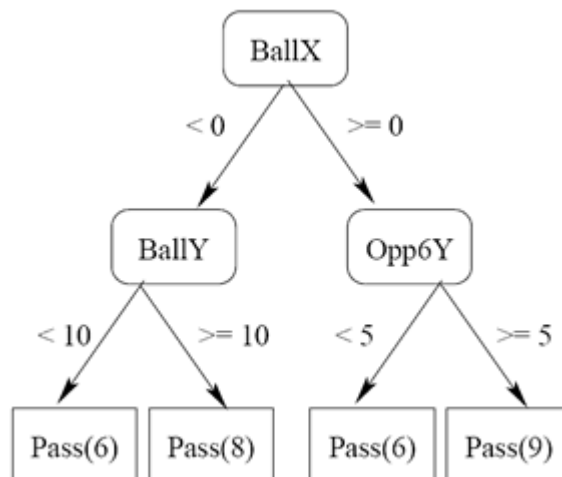 BallX
< 0
>= 0
BallY
Opp6Y
< 10
>= 10
< 5
>= 5
Pass(6)
Pass(8)
Pass(6)
Pass(9)